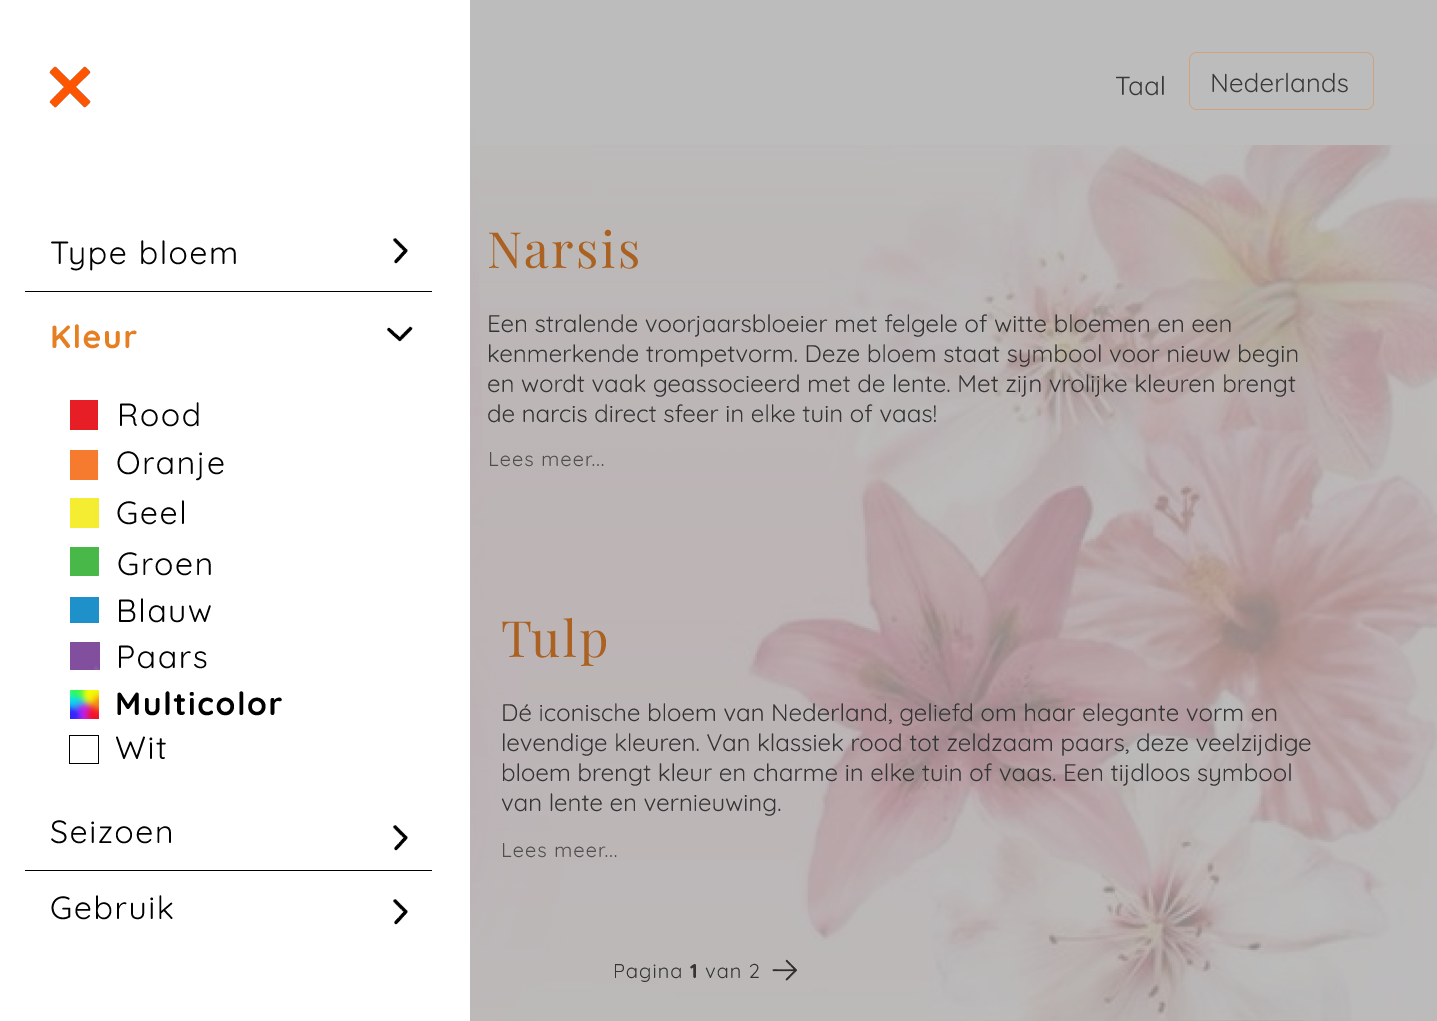 Taal
Nederlands
Type bloem
Kleur
Rood
Oranje
Geel
Groen
Blauw
Paars
Multicolor
Wit
Seizoen
Gebruik
Narsis
Een stralende voorjaarsbloeier met felgele of witte bloemen en een
kenmerkende trompetvorm. Deze bloem staat symbool voor nieuw begin
en wordt vaak geassocieerd met de lente. Met zijn vrolijke kleuren brengt
de narcis direct sfeer in elke tuin of vaas!
Lees meer...
Tulp
Dé iconische bloem van Nederland, geliefd om haar elegante vorm en
levendige kleuren. Van klassiek rood tot zeldzaam paars, deze veelzijdige
bloem brengt kleur en charme in elke tuin of vaas. Een tijdloos symbool
van lente en vernieuwing.
Lees meer...
Pagina 1 van 2